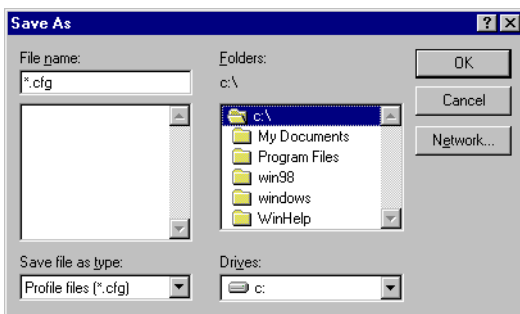 Save As
File name:
*.cfg
Folders:
c:\
c:\
My Documents
Program Files
win98
windows
WinHelp
OK
Cancel
Network...
Save file as type:
Profile files (*.cfg)
Drives:
c: